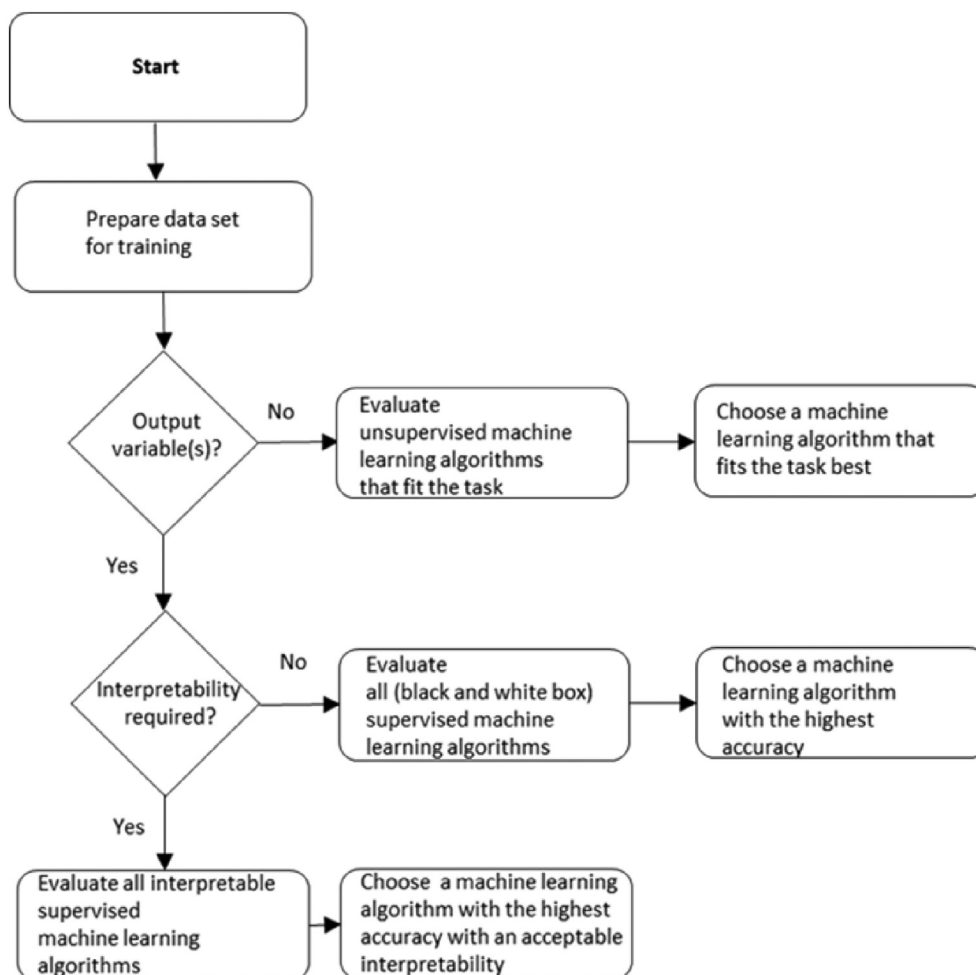 Start
Prepare data set
for training
Output
variable(s)?
No
Evaluate
unsupervised machine
learning algorithms
that fit the task
Choose a machine
learning algorithm that
fits the task best
Yes
Interpretability
required?
No
Evaluate
all (black and white box)
supervised machine
learning algorithms
Choose a machine
learning algorithm
with the highest
accuracy
Yes
Evaluate all interpretable
supervised
machine learning
algorithms
Choose a machine learning
algorithm with the highest
accuracy with an acceptable
interpretability